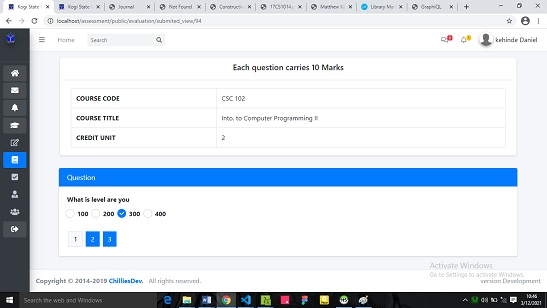 Kogi State
Kogi State
Journal
Not Found
Constructi
17CS1014.
Matthew K
Library Ma
GraphQL
localhost/assessment/public/evaluation/submited_view/94
Home
Search
kehinde Daniel
Each question carries 10 Marks
COURSE CODE CSC 102
COURSE TITLE Into. to Computer Programming II
CREDIT UNIT 2
Question
What is level are you
100 200 300 400
1 2 3
Activate Windows
Go to Settings to activate Windows
Copyright © 2014-2019 ChilliesDev. All rights reserved.
version Development
Search the web and Windows
10:46
3/12/2021